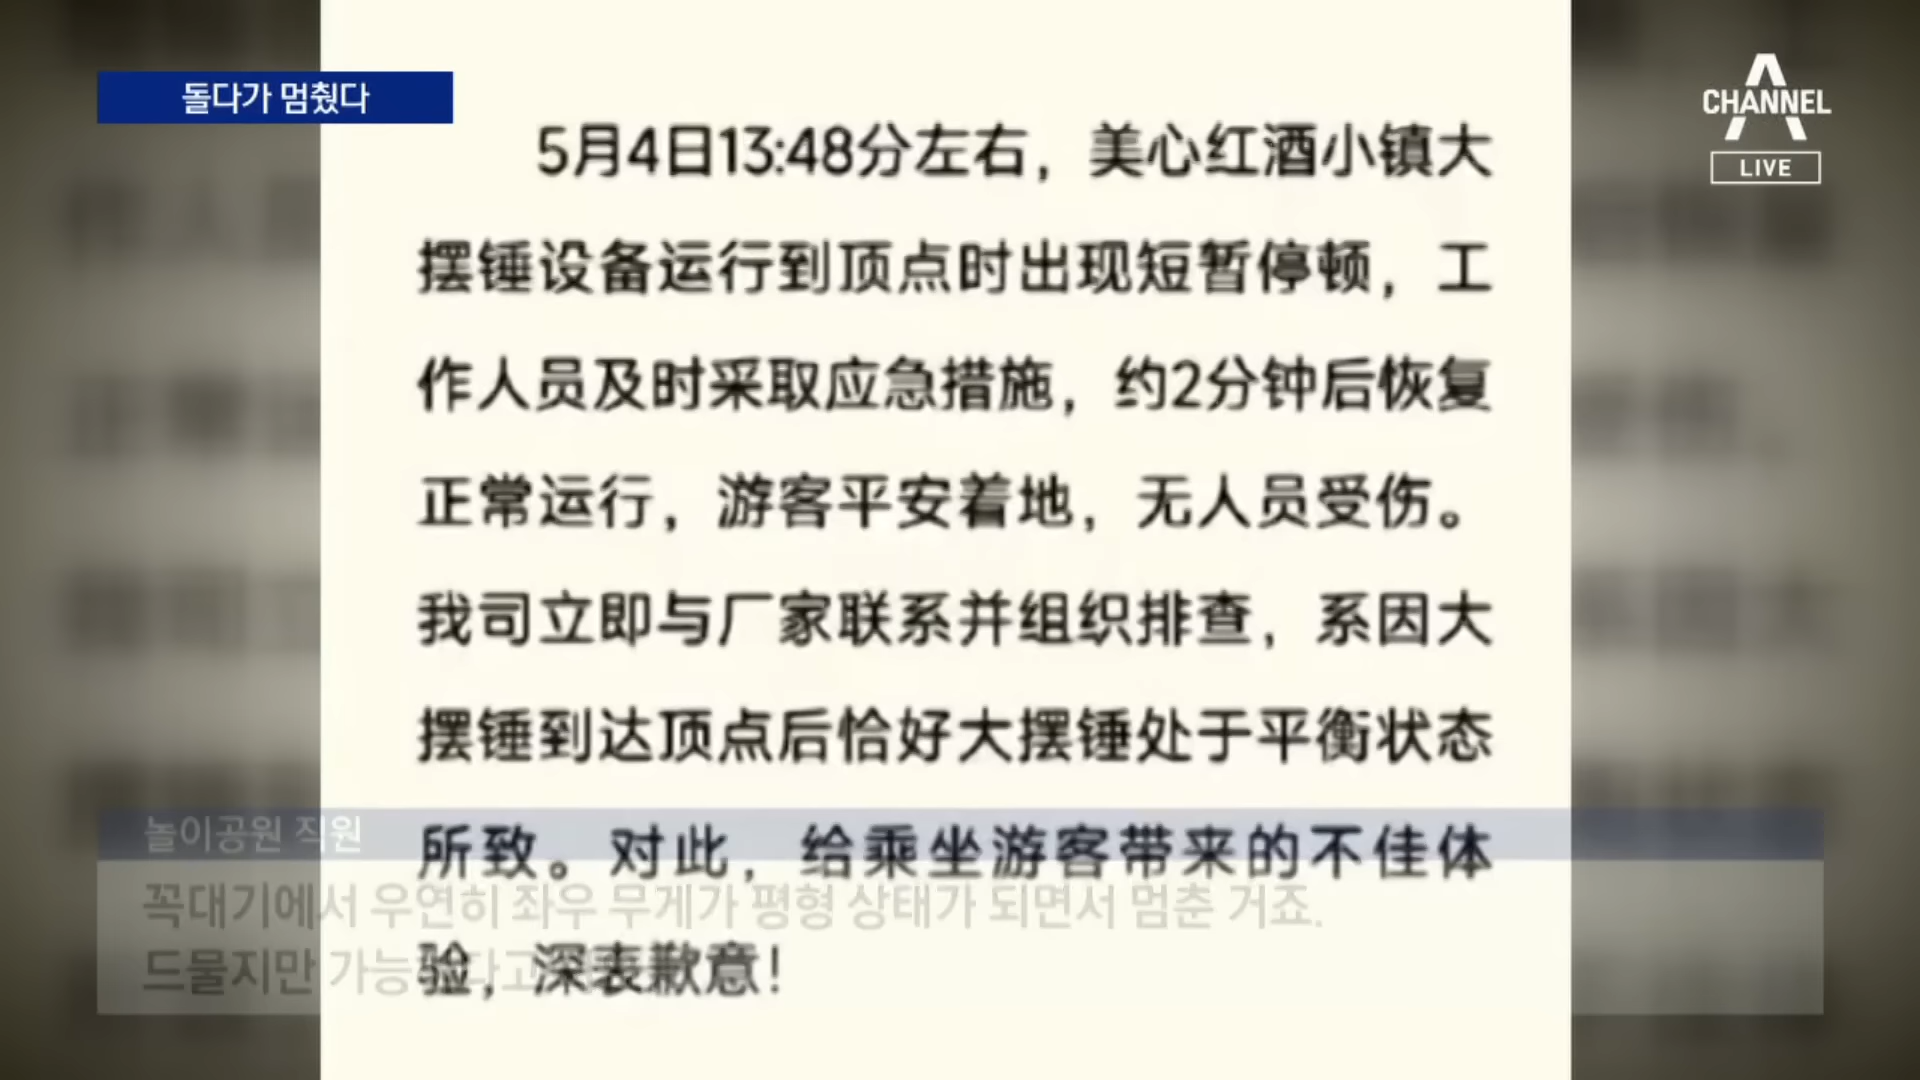 돌다가 멈췄다
CHANNEL A
LIVE
5月4日13:48分左右，美心红酒小镇大
摆锤设备运行到顶点时出现短暂停顿，工
作人员及时采取应急措施，约2分钟后恢复
正常运行，游客平安着地，无人员受伤。
我司立即与厂家联系并组织排查，系因大
摆锤到达顶点后恰好大摆锤处于平衡状态
所致。对此，给乘坐游客带来的不佳体
验，深表歉意！
놀이공원 직원
꼭대기에서 우연히 좌우 무게가 평형 상태가 되면서 멈춘 거죠.
드물지만